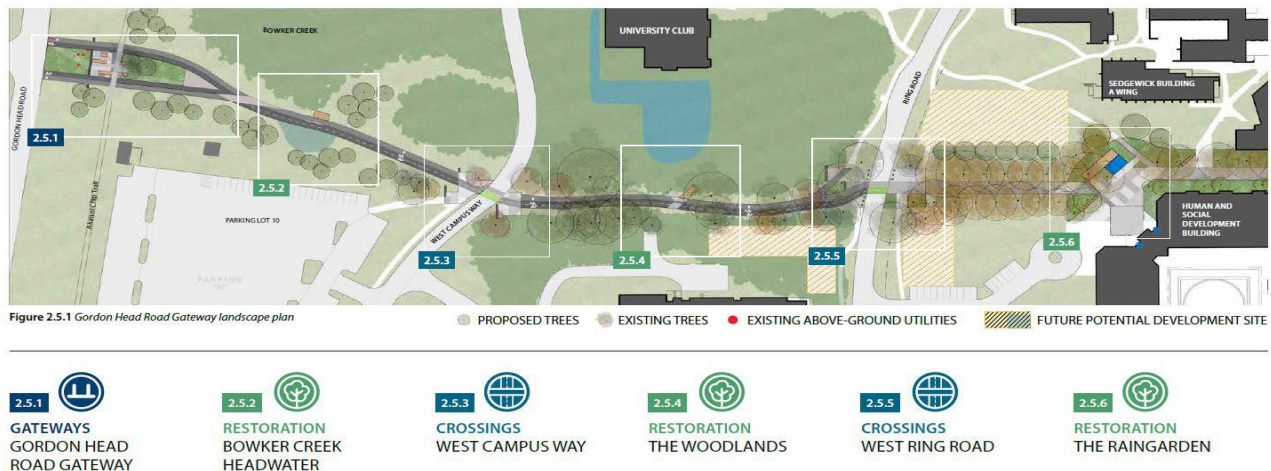 BOWKER CREEK
UNIVERSITY CLUB
RING ROAD
SEDGEWICK BUILDING
A WING
GORDON HEAD ROAD
2.5.1
2.5.2
WEST CAMPUS WAY
2.5.3
2.5.4
2.5.5
2.5.6
HUMAN AND
SOCIAL
DEVELOPMENT
BUILDING
PARKING LOT 10
PARKING
Figure 2.5.1 Gordon Head Road Gateway landscape plan
PROPOSED TREES
EXISTING TREES
EXISTING ABOVE-GROUND UTILITIES
FUTURE POTENTIAL DEVELOPMENT SITE
2.5.1
GATEWAYS
GORDON HEAD
ROAD GATEWAY
2.5.2
RESTORATION
BOWKER CREEK
HEADWATER
2.5.3
CROSSINGS
WEST CAMPUS WAY
2.5.4
RESTORATION
THE WOODLANDS
2.5.5
CROSSINGS
WEST RING ROAD
2.5.6
RESTORATION
THE RAINGARDEN